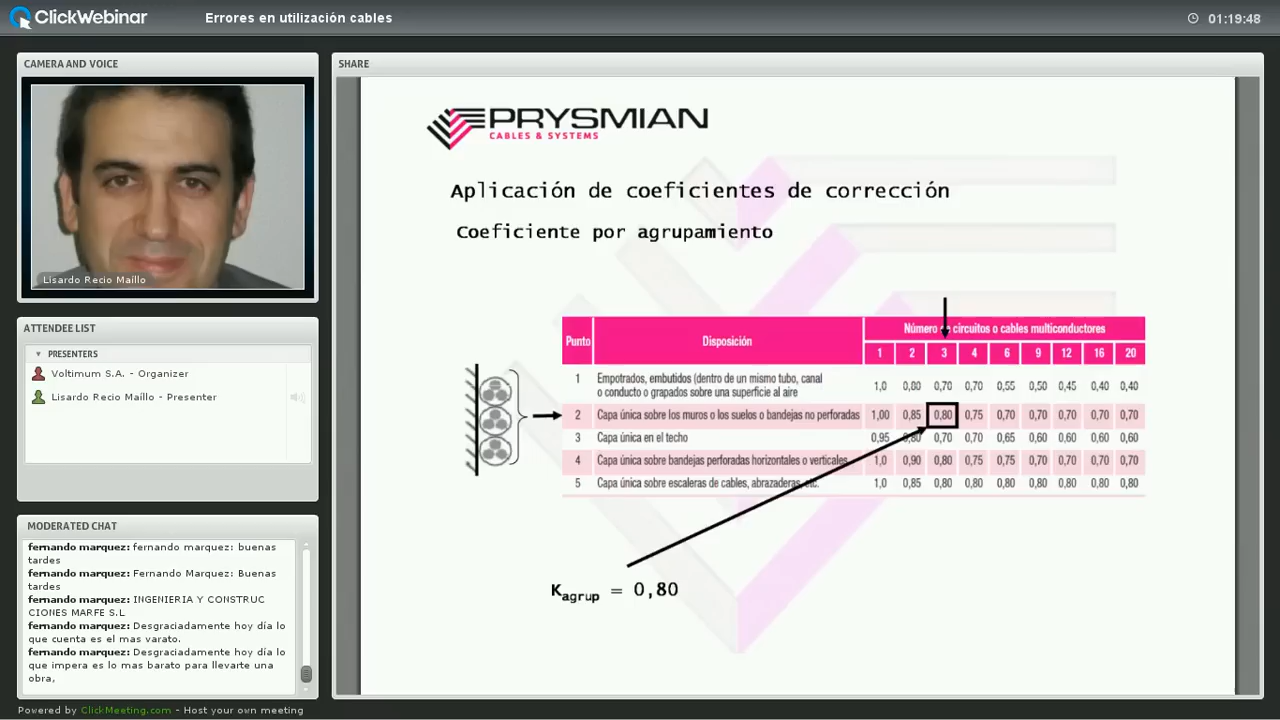 ClickWebinar
Errores en utilización cables
01:19:48
CAMERA AND VOICE
Lisardo Recio Maíllo
ATTENDEE LIST
PRESENTERS
Voltimum S.A. - Organizer
Lisardo Recio Maíllo - Presenter
MODERATED CHAT
fernando marquez: fernando marquez: buenas
tardes
fernando marquez: Fernando Marquez: Buenas
tardes
fernando marquez: INGENIERIA Y CONSTRUC
CIONES MARFE S.L
fernando marquez: Desgraciadamente hoy día lo
que cuenta es el mas varato.
fernando marquez: Desgraciadamente hoy día lo
que impera es lo mas barato para llevarte una
obra,
Powered by ClickMeeting.com - Host your own meeting
SHARE
PRYSMIAN
CABLES & SYSTEMS
Aplicación de coeficientes de corrección
Coeficiente por agrupamiento
Punto Disposición Número de circuitos o cables multiconductores
1 2 3 4 6 9 12 16 20
1 Empotrados, embutidos (dentro de un mismo tubo, canal
o conducto o grapados sobre una superficie al aire 1,0 0,80 0,70 0,70 0,55 0,50 0,45 0,40 0,40
2 Capa única sobre los muros o los suelos o bandejas no perforadas 1,00 0,85 0,80 0,75 0,70 0,70 0,70 0,70 0,70
3 Capa única en el techo 0,95 0,80 0,70 0,70 0,65 0,60 0,60 0,60 0,60
4 Capa única sobre bandejas perforadas horizontales o verticales 1,0 0,90 0,80 0,75 0,75 0,70 0,70 0,70 0,70
5 Capa única sobre escaleras de cables, abrazaderas, etc. 1,0 0,85 0,80 0,80 0,80 0,80 0,80 0,80 0,80
Kagrup = 0,80